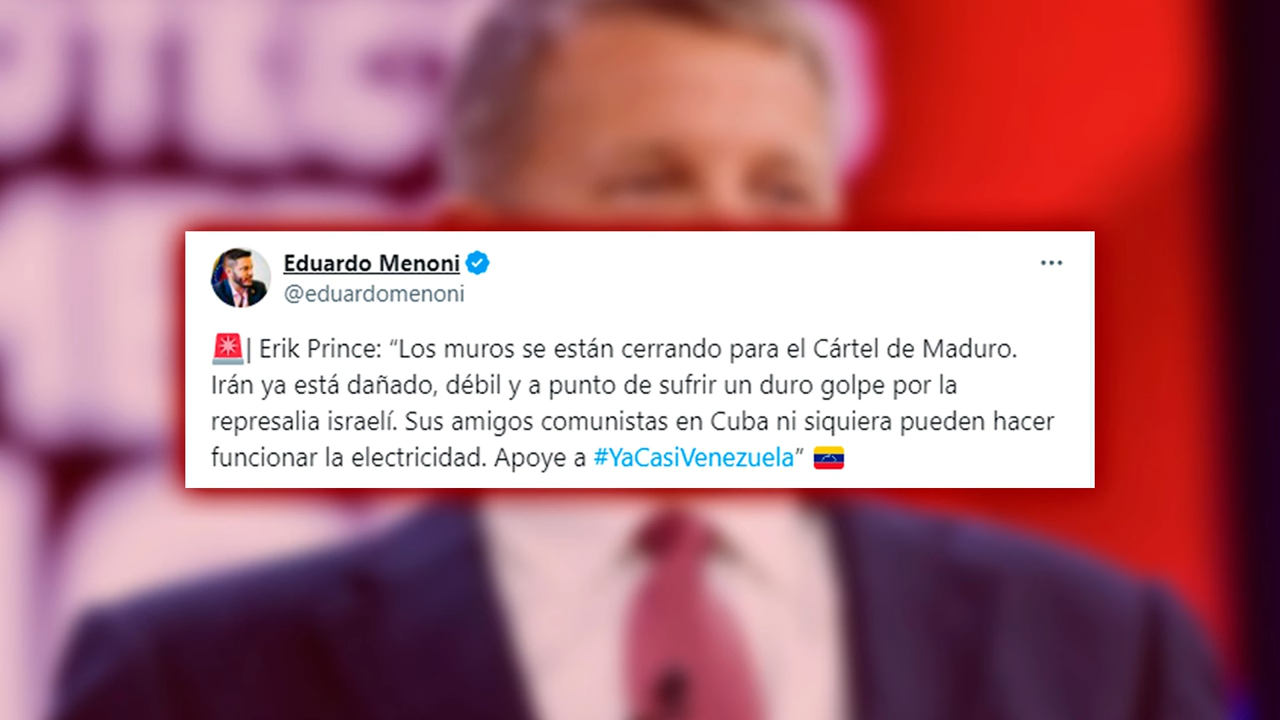 Eduardo Menoni
@eduardomenoni
🚨| Erik Prince: “Los muros se están cerrando para el Cártel de Maduro.
Irán ya está dañado, débil y a punto de sufrir un duro golpe por la
represalia israelí. Sus amigos comunistas en Cuba ni siquiera pueden hacer
funcionar la electricidad. Apoye a #YaCasiVenezuela” 🇻🇪